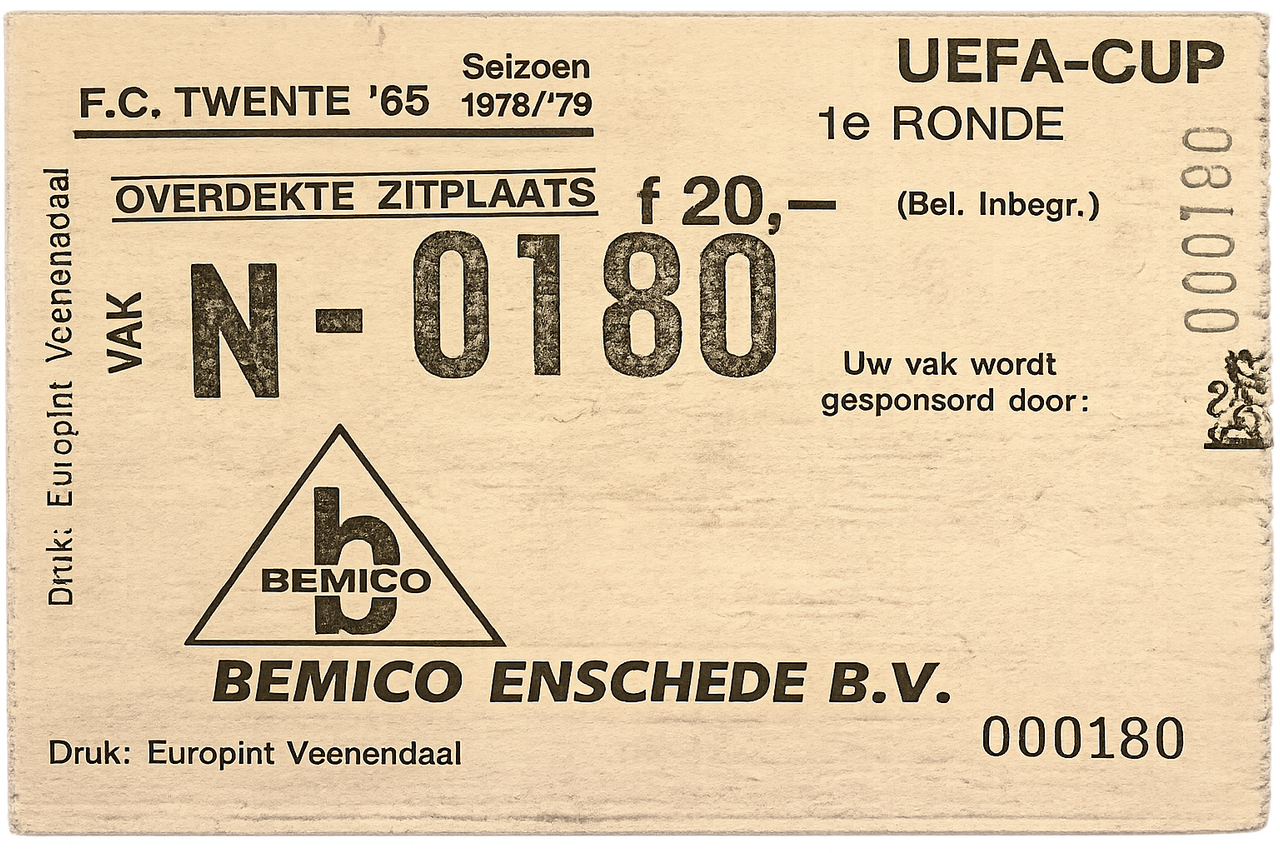 Seizoen
F.C. TWENTE '65 1978/'79
UEFA-CUP
1e RONDE
OVERDEKTE ZITPLAATS
f 20,—
(Bel. Inbegr.)
VAK
N-0180
000180
Uw vak wordt
gesponsord door:
Druk: Europint Veenenadaal
b
BEMICO
BEMICO ENSCHEDE B.V.
Druk: Europint Veenendaal
000180